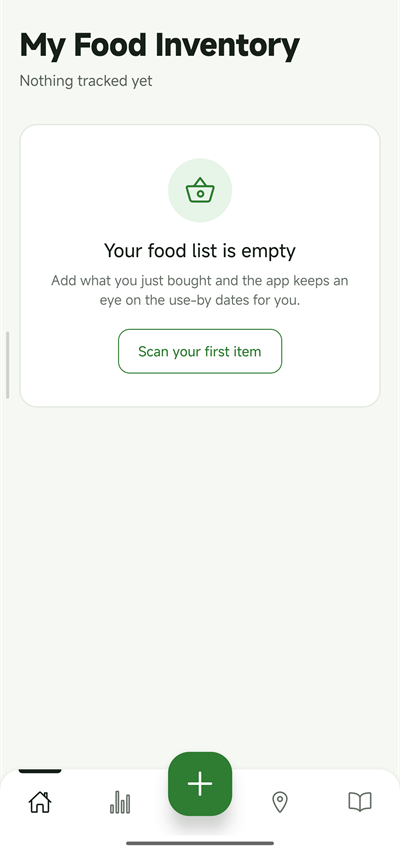 My Food Inventory
Nothing tracked yet
Your food list is empty
Add what you just bought and the app keeps an
eye on the use-by dates for you.
Scan your first item